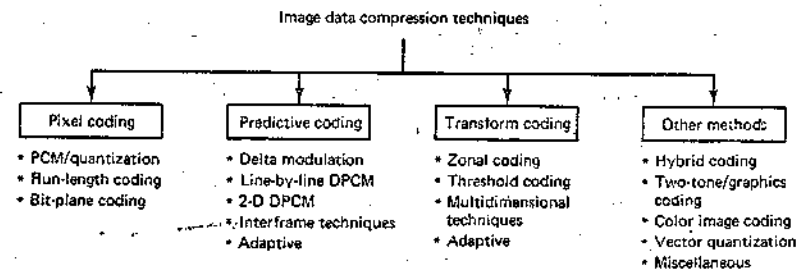 Image data compression techniques
Pixel coding
* PCM/quantization
* Run-length coding
* Bit-plane coding
Predictive coding
* Delta modulation
* Line-by-line DPCM
* 2-D DPCM
* Interframe techniques
* Adaptive
Transform coding
* Zonal coding
* Threshold coding
* Multidimensional
techniques
* Adaptive
Other methods
* Hybrid coding
* Two-tone/graphics
coding
* Color image coding
* Vector quantization
* Miscellaneous